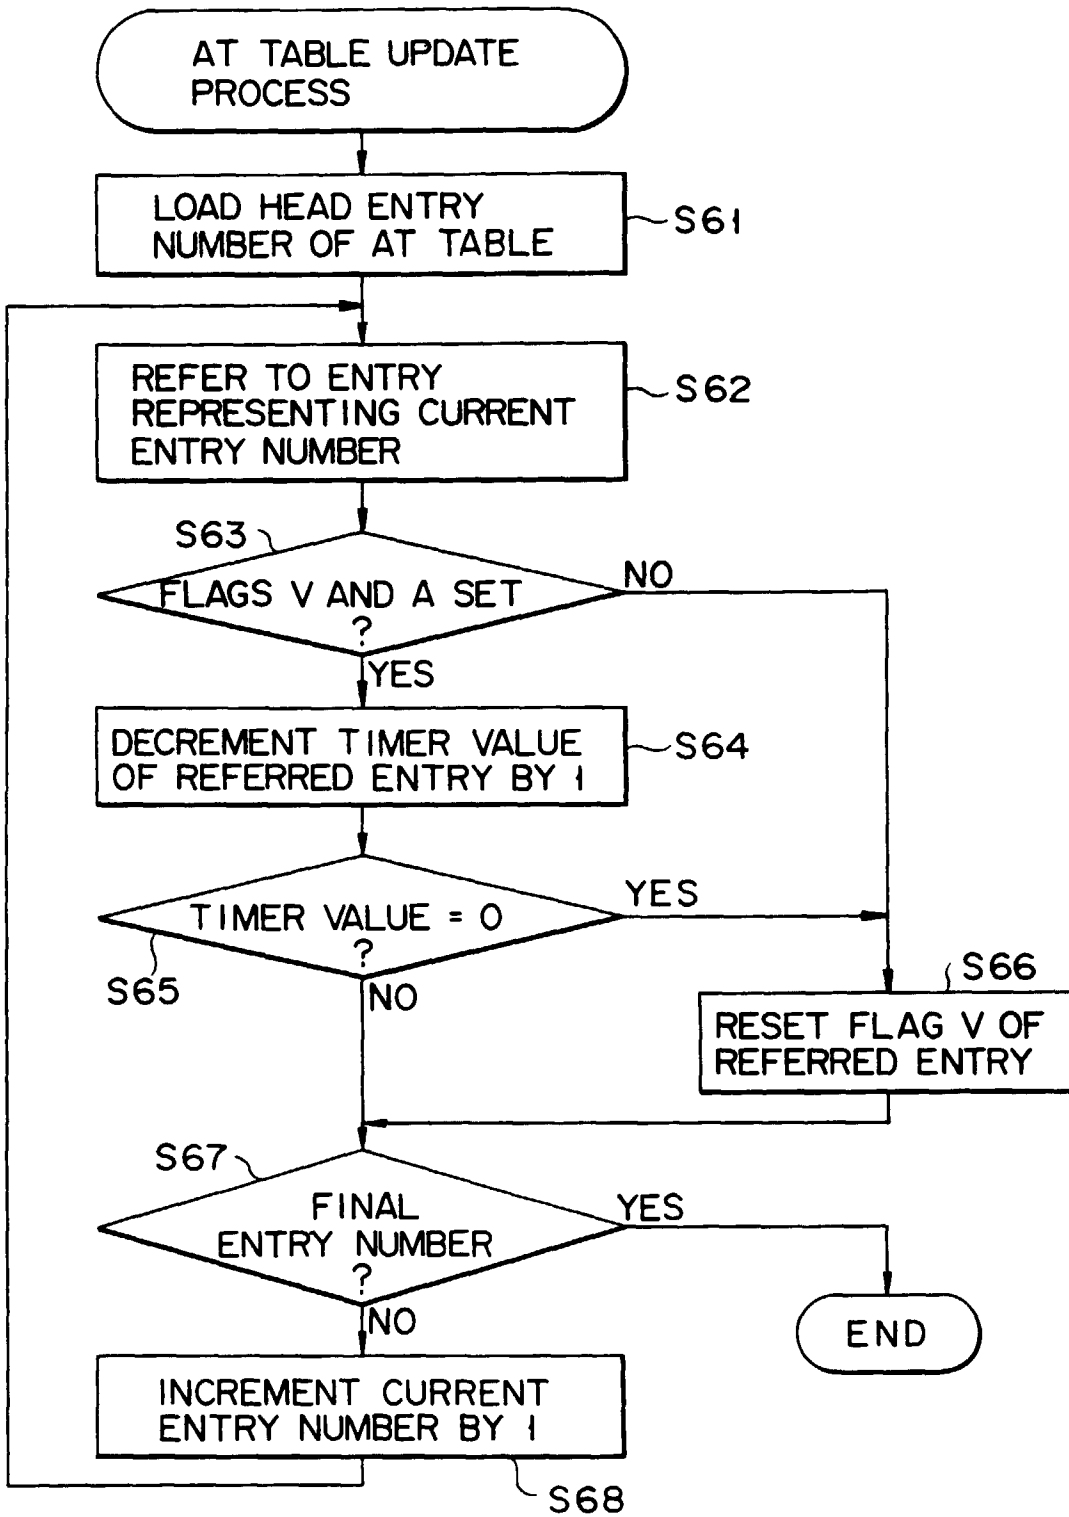 AT TABLE UPDATE
PROCESS
LOAD HEAD ENTRY
NUMBER OF AT TABLE
S61
REFER TO ENTRY
REPRESENTING CURRENT
ENTRY NUMBER
S62
S63
FLAGS V AND A SET
?
NO
YES
DECREMENT TIMER VALUE
OF REFERRED ENTRY BY 1
S64
TIMER VALUE = 0
?
YES
S65
NO
S66
RESET FLAG V OF
REFERRED ENTRY
S67
FINAL
ENTRY NUMBER
?
YES
NO
END
INCREMENT CURRENT
ENTRY NUMBER BY 1
S68